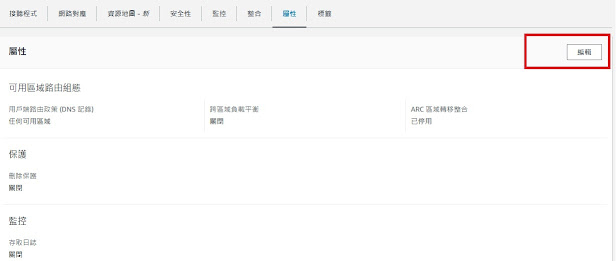 接聽程式 網路對應 資源地圖 - 新 安全性 監控 整合 屬性 標籤
屬性 編輯
可用區域路由組態
用戶端路由政策 (DNS 記錄) 跨區域負載平衡 ARC 區域轉移整合
任何可用區域 關閉 已停用
保護
刪除保護
關閉
監控
存取日誌
關閉